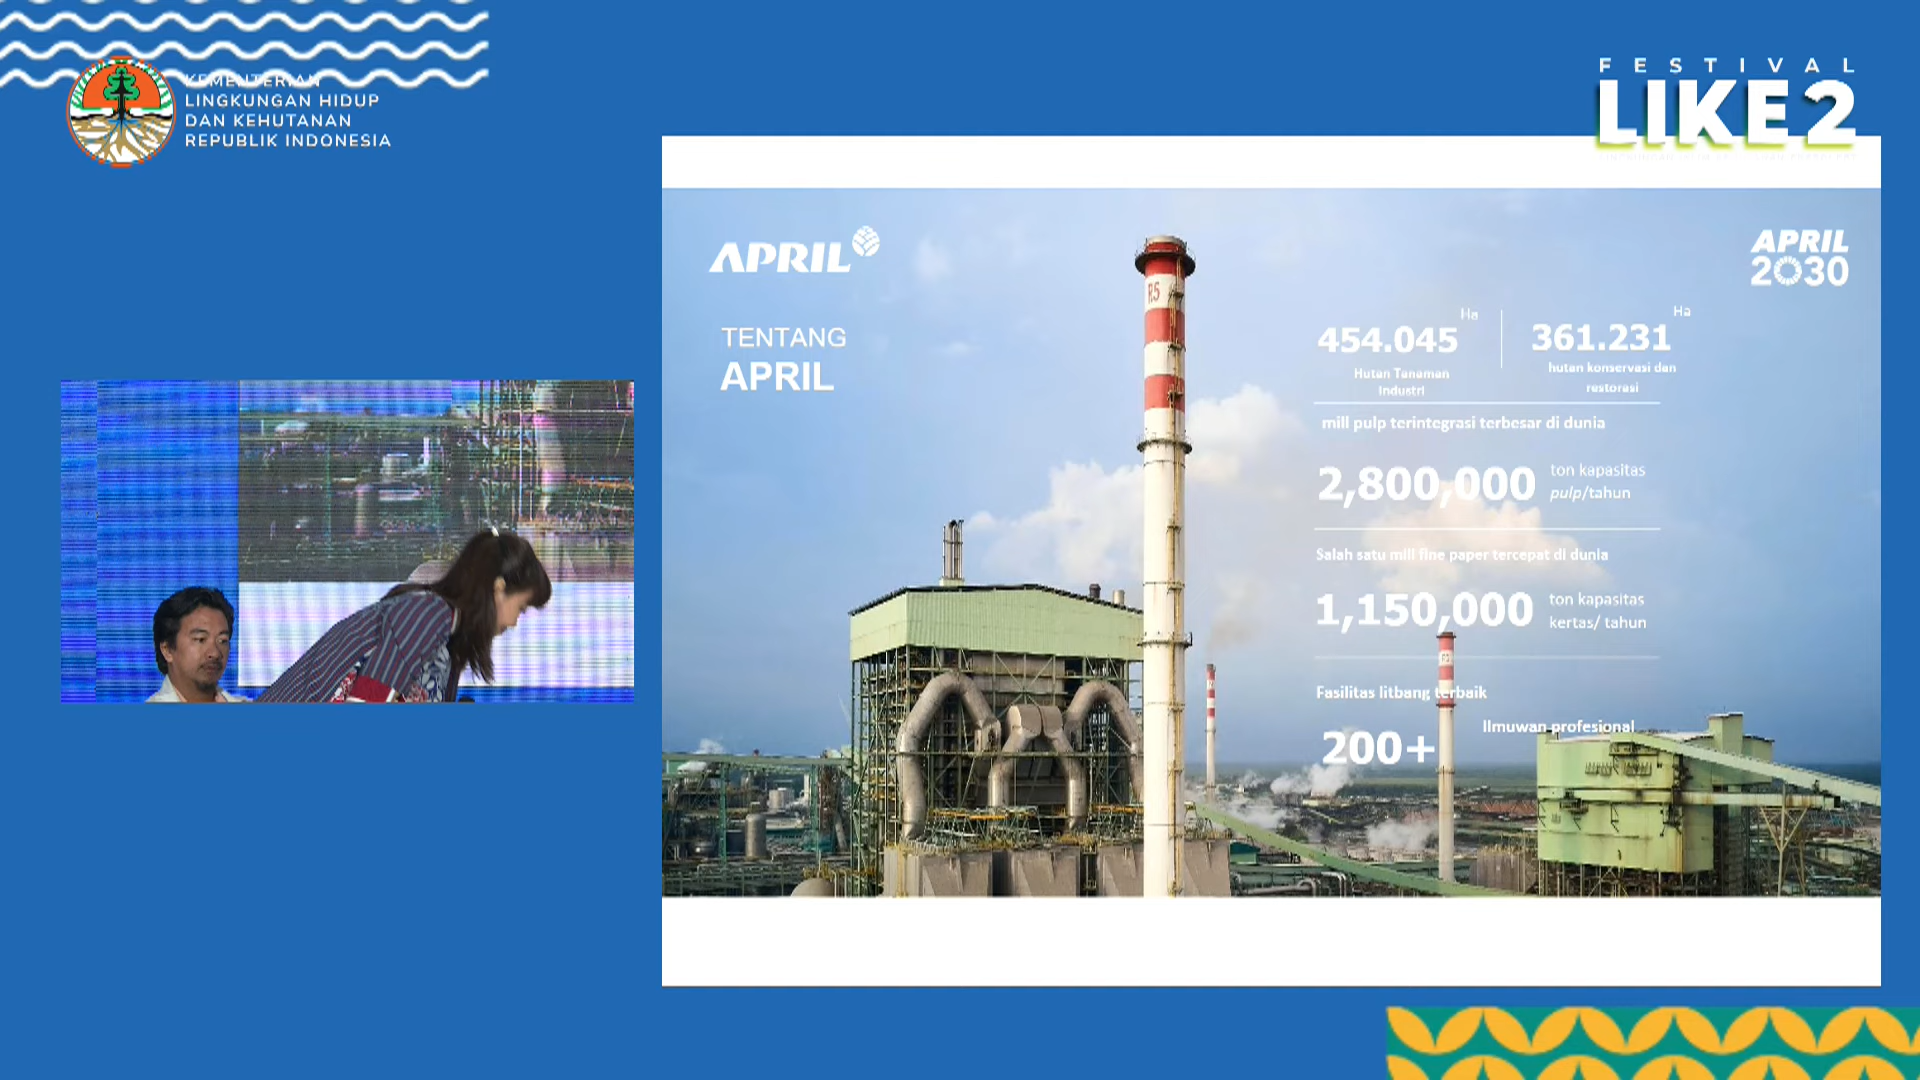 KEMENTERIAN
LINGKUNGAN HIDUP
DAN KEHUTANAN
REPUBLIK INDONESIA
FESTIVAL
LIKE 2
APRIL
APRIL
2030
TENTANG
APRIL
R5
454.045 Ha
Hutan Tanaman
Industri
361.231 Ha
hutan konservasi dan
restorasi
mill pulp terintegrasi terbesar di dunia
2,800,000 ton kapasitas
pulp/tahun
Salah satu mill fine paper tercepat di dunia
1,150,000 ton kapasitas
kertas/ tahun
Fasilitas litbang terbaik
200+ Ilmuwan profesional